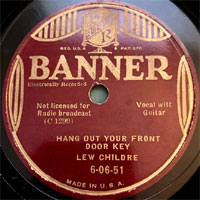 REG. U.S. PAT. OFF.
BANNER
Electrically Recorded
Not licensed for
Radio broadcast
(C 1299)
Vocal with
Guitar
HANG OUT YOUR FRONT
DOOR KEY
LEW CHILDRE
6-06-51
MADE IN U.S.A.